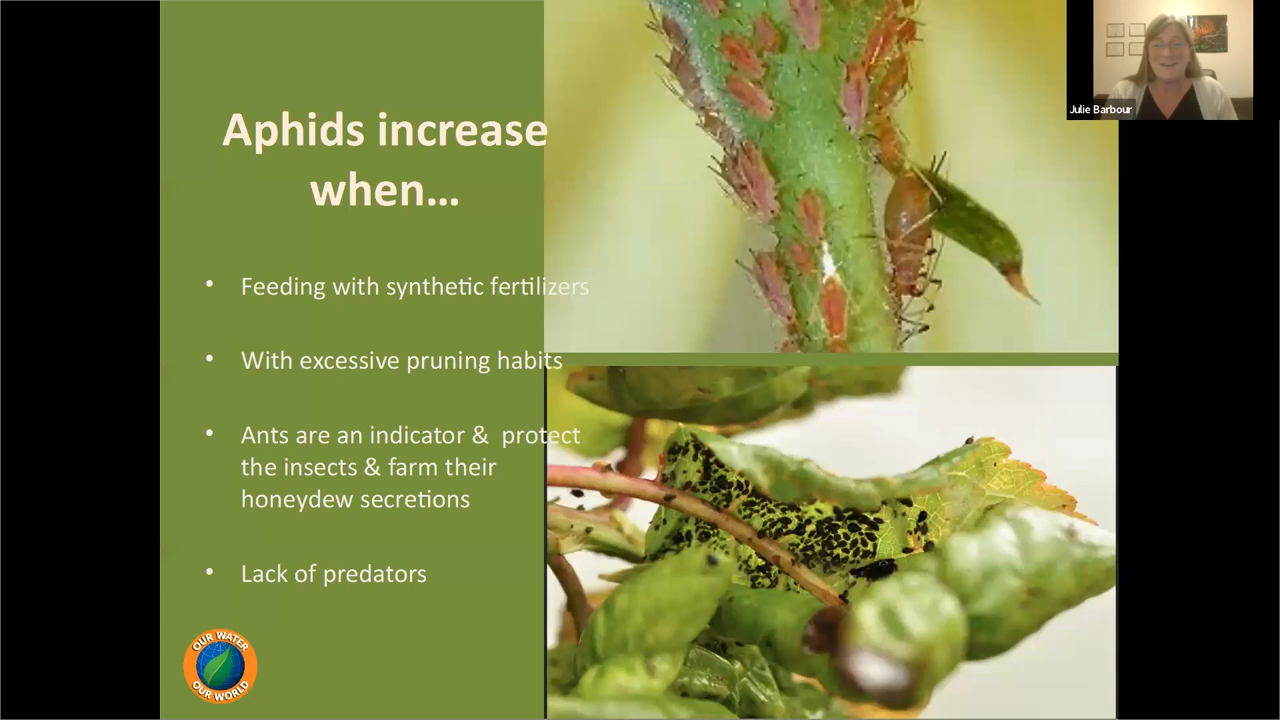 Julie Barbour
Aphids increase
when...
• Feeding with synthetic fertilizers
• With excessive pruning habits
• Ants are an indicator & protect
the insects & farm their
honeydew secretions
• Lack of predators
OUR WATER
OUR WORLD